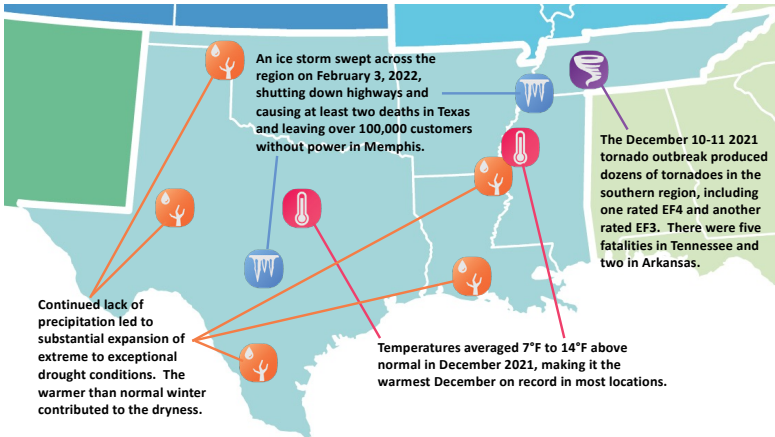 An ice storm swept across the
region on February 3, 2022,
shutting down highways and
causing at least two deaths in Texas
and leaving over 100,000 customers
without power in Memphis.
The December 10-11 2021
tornado outbreak produced
dozens of tornadoes in the
southern region, including
one rated EF4 and another
rated EF3.  There were five
fatalities in Tennessee and
two in Arkansas.
Continued lack of
precipitation led to
substantial expansion of
extreme to exceptional
drought conditions.  The
warmer than normal winter
contributed to the dryness.
Temperatures averaged 7°F to 14°F above
normal in December 2021, making it the
warmest December on record in most locations.